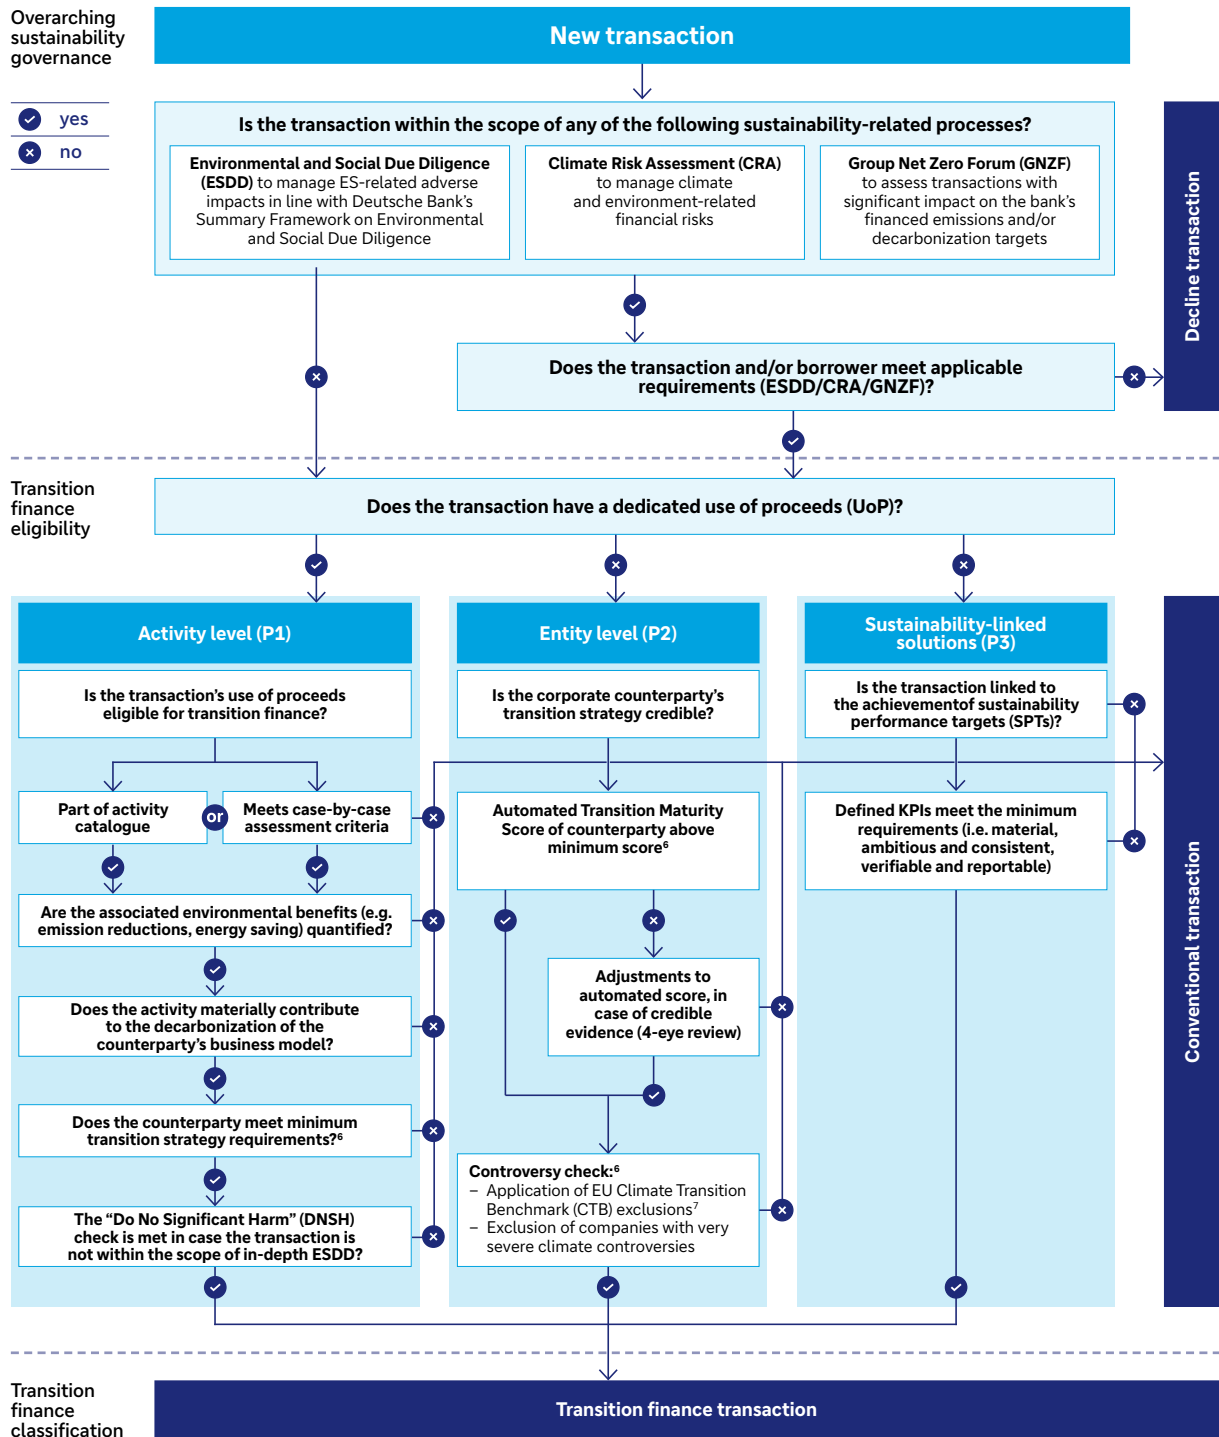 Overarching
sustainability
governance
New transaction
yes
no
Is the transaction within the scope of any of the following sustainability-related processes?
Environmental and Social Due Diligence
(ESDD) to manage ES-related adverse
impacts in line with Deutsche Bank's
Summary Framework on Environmental
and Social Due Diligence
Climate Risk Assessment (CRA)
to manage climate
and environment-related
financial risks
Group Net Zero Forum (GNZF)
to assess transactions with
significant impact on the bank's
financed emissions and/or
decarbonization targets
Decline transaction
Does the transaction and/or borrower meet applicable
requirements (ESDD/CRA/GNZF)?
Transition
finance
eligibility
Does the transaction have a dedicated use of proceeds (UoP)?
Activity level (P1)
Is the transaction's use of proceeds
eligible for transition finance?
Part of activity
catalogue
or
Meets case-by-case
assessment criteria
Are the associated environmental benefits (e.g.
emission reductions, energy saving) quantified?
Does the activity materially contribute
to the decarbonization of the
counterparty's business model?
Does the counterparty meet minimum
transition strategy requirements?⁶
The “Do No Significant Harm” (DNSH)
check is met in case the transaction is
not within the scope of in-depth ESDD?
Entity level (P2)
Is the corporate counterparty's
transition strategy credible?
Automated Transition Maturity
Score of counterparty above
minimum score⁶
Adjustments to
automated score, in
case of credible
evidence (4-eye review)
Controversy check:⁶
– Application of EU Climate Transition
Benchmark (CTB) exclusions⁷
– Exclusion of companies with very
severe climate controversies
Sustainability-linked
solutions (P3)
Is the transaction linked to
the achievementof sustainability
performance targets (SPTs)?
Defined KPIs meet the minimum
requirements (i.e. material,
ambitious and consistent,
verifiable and reportable)
Conventional transaction
Transition
finance
classification
Transition finance transaction